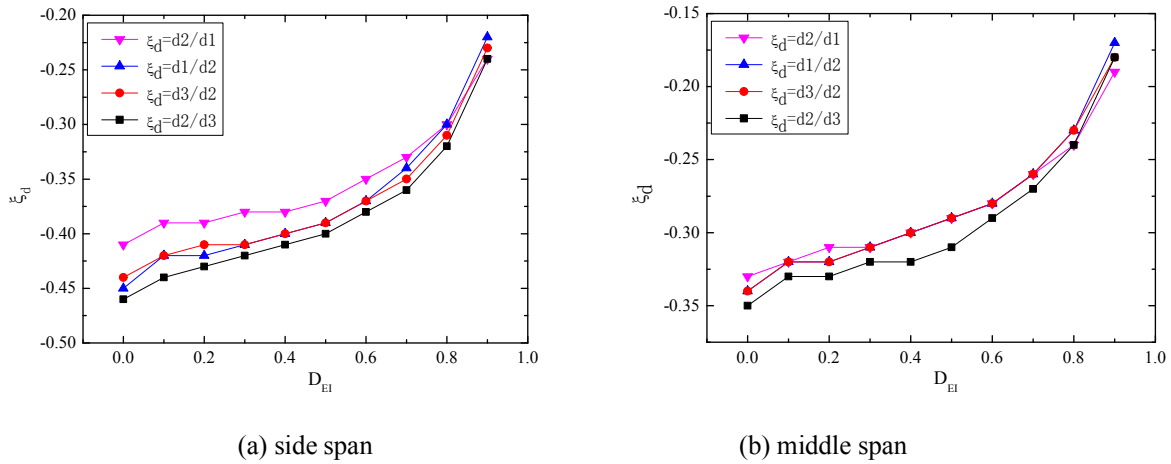 -0.20
-0.25
-0.30
-0.35
-0.40
-0.45
-0.50
ξd
ξd=d2/d1
ξd=d1/d2
ξd=d3/d2
ξd=d2/d3
0.0 0.2 0.4 0.6 0.8 1.0
DEI
(a) side span
-0.15
-0.20
-0.25
-0.30
-0.35
ξd
ξd=d2/d1
ξd=d1/d2
ξd=d3/d2
ξd=d2/d3
0.0 0.2 0.4 0.6 0.8 1.0
DEI
(b) middle span